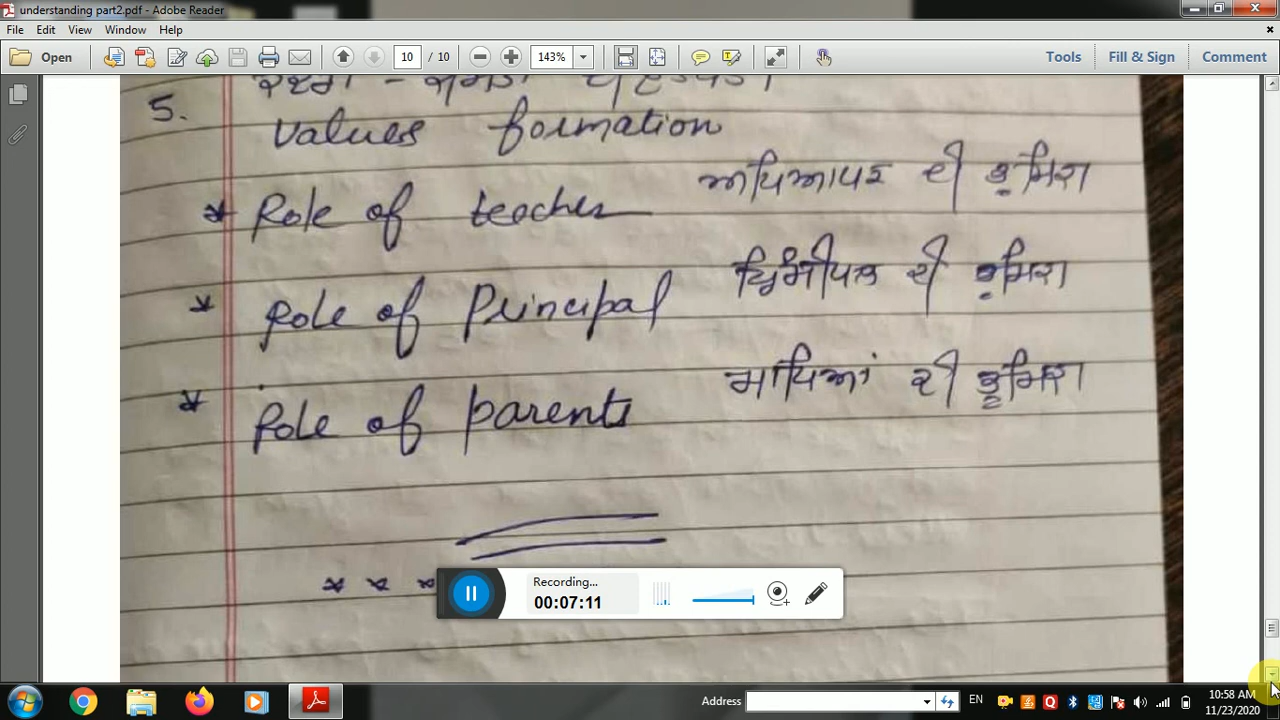 understanding part2.pdf - Adobe Reader
File Edit View Window Help
Open 10 / 10 143% Tools Fill & Sign Comment
5.
Values formation
* Role of teacher ਅਧਿਆਪਕ ਦੀ ਭੂਮਿਕਾ
* Role of Principal ਪ੍ਰਿੰਸੀਪਲ ਦੀ ਭੂਮਿਕਾ
* Role of parents ਮਾਪਿਆਂ ਦੀ ਭੂਮਿਕਾ
* * *
Recording...
00:07:11
Address EN 10:58 AM
11/23/2020